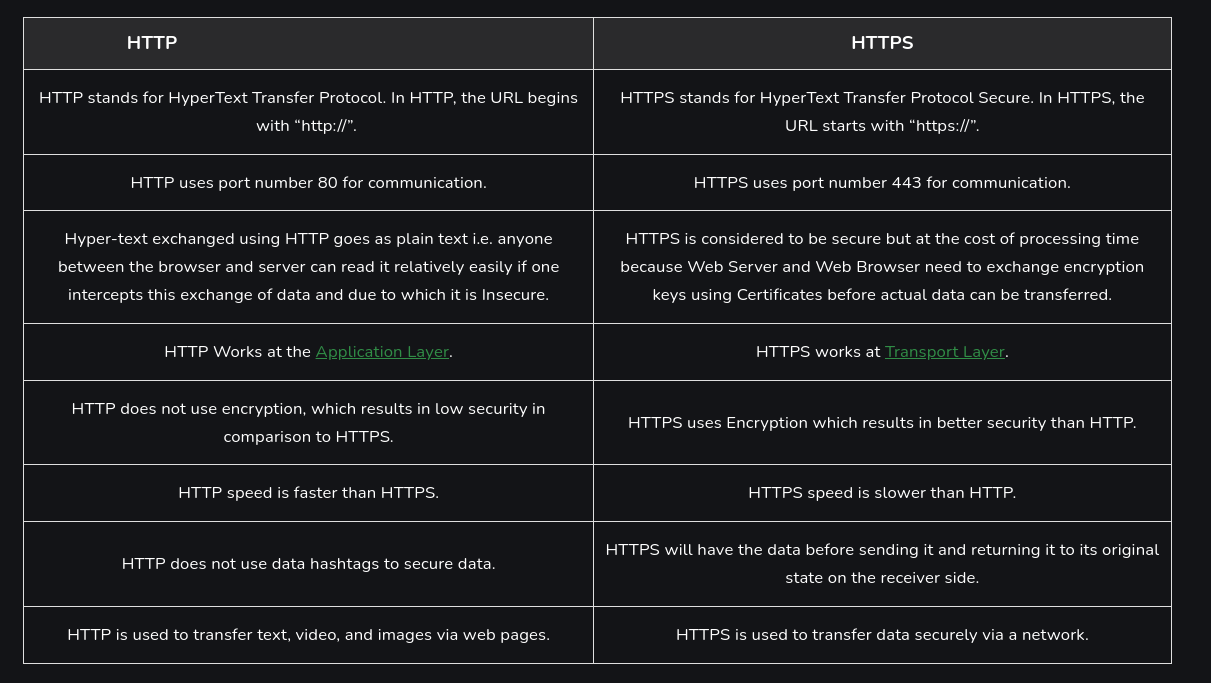 HTTP
HTTPS
HTTP stands for HyperText Transfer Protocol. In HTTP, the URL begins
with “http://”.
HTTPS stands for HyperText Transfer Protocol Secure. In HTTPS, the
URL starts with “https://”.
HTTP uses port number 80 for communication.
HTTPS uses port number 443 for communication.
Hyper-text exchanged using HTTP goes as plain text i.e. anyone
between the browser and server can read it relatively easily if one
intercepts this exchange of data and due to which it is Insecure.
HTTPS is considered to be secure but at the cost of processing time
because Web Server and Web Browser need to exchange encryption
keys using Certificates before actual data can be transferred.
HTTP Works at the Application Layer.
HTTPS works at Transport Layer.
HTTP does not use encryption, which results in low security in
comparison to HTTPS.
HTTPS uses Encryption which results in better security than HTTP.
HTTP speed is faster than HTTPS.
HTTPS speed is slower than HTTP.
HTTP does not use data hashtags to secure data.
HTTPS will have the data before sending it and returning it to its original
state on the receiver side.
HTTP is used to transfer text, video, and images via web pages.
HTTPS is used to transfer data securely via a network.